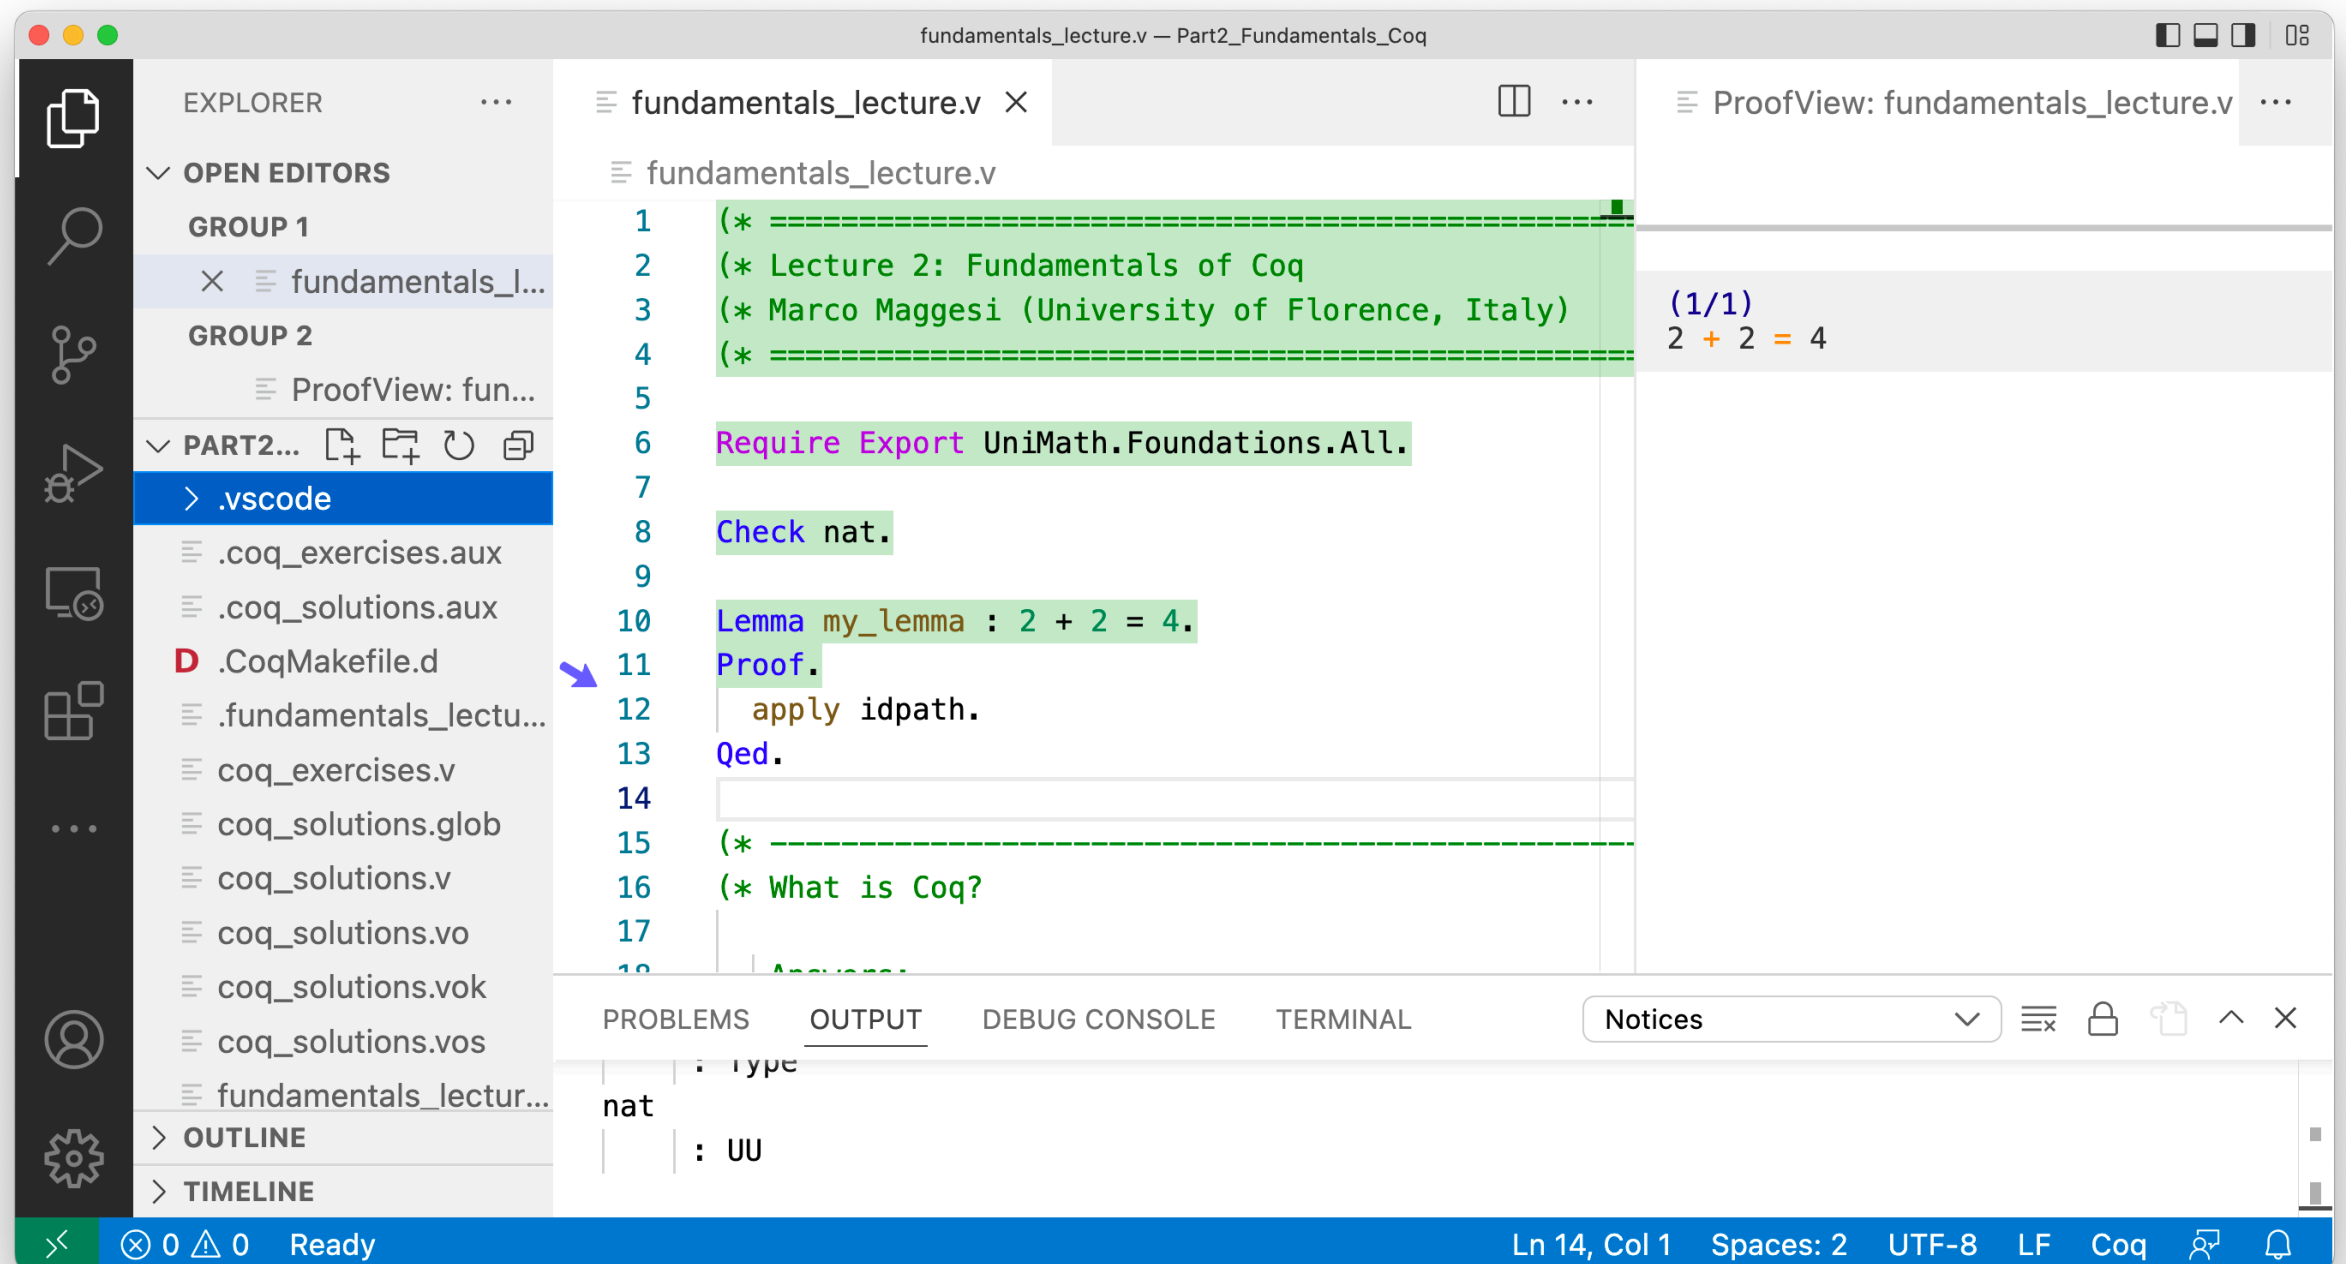 fundamentals_lecture.v — Part2_Fundamentals_Coq
EXPLORER
OPEN EDITORS
GROUP 1
fundamentals_l...
GROUP 2
ProofView: fun...
PART2...
.vscode
.coq_exercises.aux
.coq_solutions.aux
D .CoqMakefile.d
.fundamentals_lectu...
coq_exercises.v
coq_solutions.glob
coq_solutions.v
coq_solutions.vo
coq_solutions.vok
coq_solutions.vos
fundamentals_lectur...
OUTLINE
TIMELINE
fundamentals_lecture.v
fundamentals_lecture.v
1 (* =================================================
2 (* Lecture 2: Fundamentals of Coq
3 (* Marco Maggesi (University of Florence, Italy)
4 (* =================================================
5
6 Require Export UniMath.Foundations.All.
7
8 Check nat.
9
10 Lemma my_lemma : 2 + 2 = 4.
11 Proof.
12 apply idpath.
13 Qed.
14
15 (* -------------------------------------------------
16 (* What is Coq?
17
18 Answers:
ProofView: fundamentals_lecture.v
(1/1)
2 + 2 = 4
PROBLEMS OUTPUT DEBUG CONSOLE TERMINAL Notices
: Type
nat
: UU
0 0 Ready Ln 14, Col 1 Spaces: 2 UTF-8 LF Coq